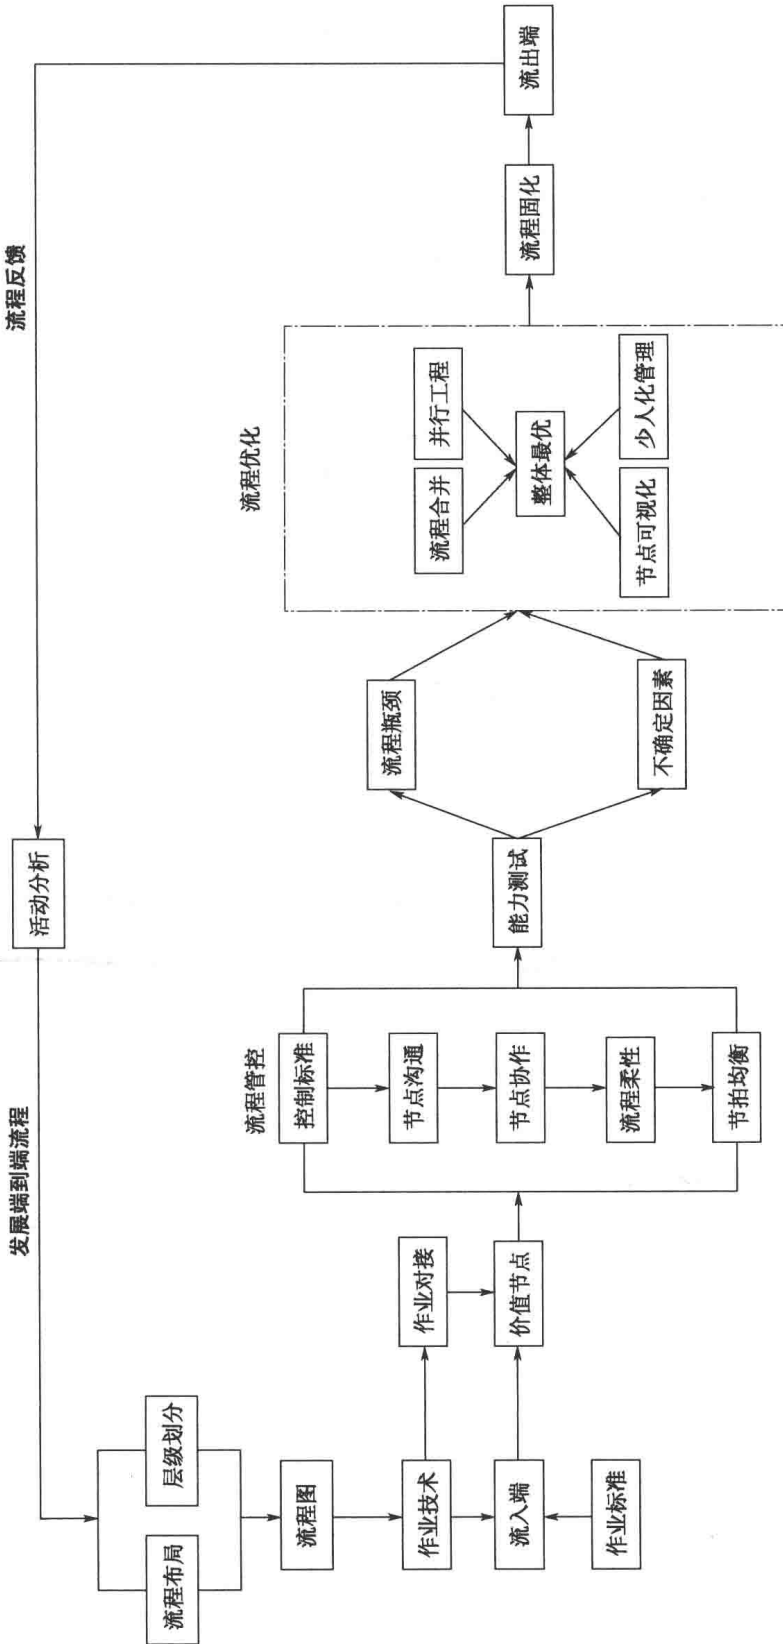 发展端到端流程
活动分析
流程反馈
流程布局
层级划分
流程图
作业技术
作业对接
流入端
价值节点
作业标准
流程管控
控制标准
节点沟通
节点协作
流程柔性
节拍均衡
能力测试
流程瓶颈
不确定因素
流程优化
流程合并
并行工程
整体最优
节点可视化
少人化管理
流程固化
流出端